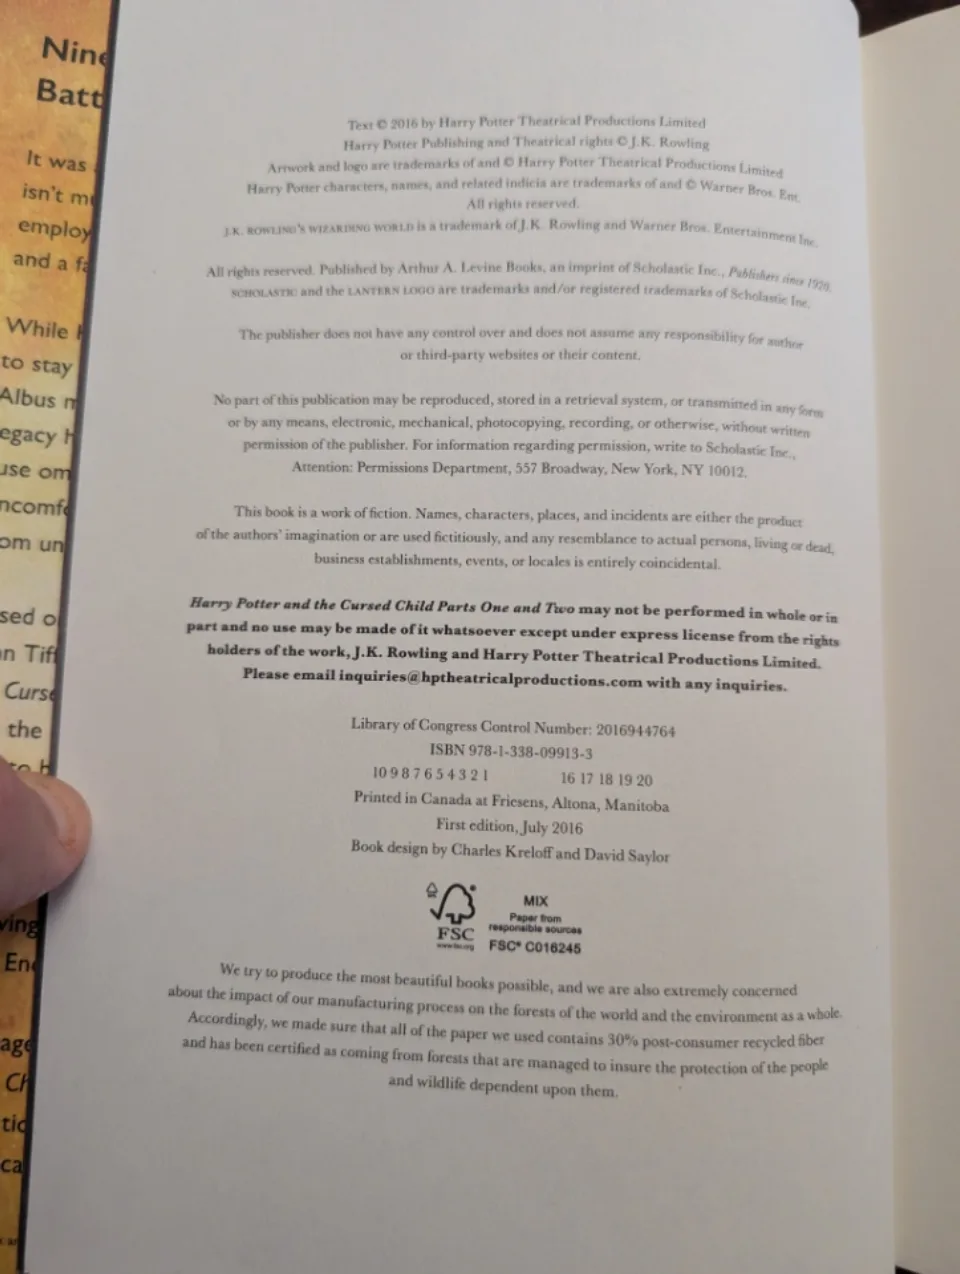 Nine
Batt
It was
isn't m
employ
and a fa
While
to stay
Albus
egacy
use om
ncomfo
om un
sed o
n Tiff
Curse
the
to
ving
En
age
Ch
tio
ca
Text © 2016 by Harry Potter Theatrical Productions Limited
Harry Potter Publishing and Theatrical rights © J.K. Rowling
Artwork and logo are trademarks of and © Harry Potter Theatrical Productions Limited
Harry Potter characters, names, and related indicia are trademarks of and © Warner Bros. Ent.
All rights reserved.
J.K. ROWLING'S WIZARDING WORLD is a trademark of J.K. Rowling and Warner Bros. Entertainment Inc.
All rights reserved. Published by Arthur A. Levine Books, an imprint of Scholastic Inc., Publishers since 1920.
SCHOLASTIC and the LANTERN LOGO are trademarks and/or registered trademarks of Scholastic Inc.
The publisher does not have any control over and does not assume any responsibility for author
or third-party websites or their content.
No part of this publication may be reproduced, stored in a retrieval system, or transmitted in any form
or by any means, electronic, mechanical, photocopying, recording, or otherwise, without written
permission of the publisher. For information regarding permission, write to Scholastic Inc.,
Attention: Permissions Department, 557 Broadway, New York, NY 10012.
This book is a work of fiction. Names, characters, places, and incidents are either the product
of the authors' imagination or are used fictitiously, and any resemblance to actual persons, living or dead,
business establishments, events, or locales is entirely coincidental.
Harry Potter and the Cursed Child Parts One and Two may not be performed in whole or in
part and no use may be made of it whatsoever except under express license from the rights
holders of the work, J.K. Rowling and Harry Potter Theatrical Productions Limited.
Please email inquiries@hptheatricalproductions.com with any inquiries.
Library of Congress Control Number: 2016944764
ISBN 978-1-338-09913-3
10 9 8 7 6 5 4 3 2 1 16 17 18 19 20
Printed in Canada at Friesens, Altona, Manitoba
First edition, July 2016
Book design by Charles Kreloff and David Saylor
FSC
www.fsc.org
MIX
Paper from
responsible sources
FSC® C016245
We try to produce the most beautiful books possible, and we are also extremely concerned
about the impact of our manufacturing process on the forests of the world and the environment as a whole.
Accordingly, we made sure that all of the paper we used contains 30% post-consumer recycled fiber
and has been certified as coming from forests that are managed to insure the protection of the people
and wildlife dependent upon them.